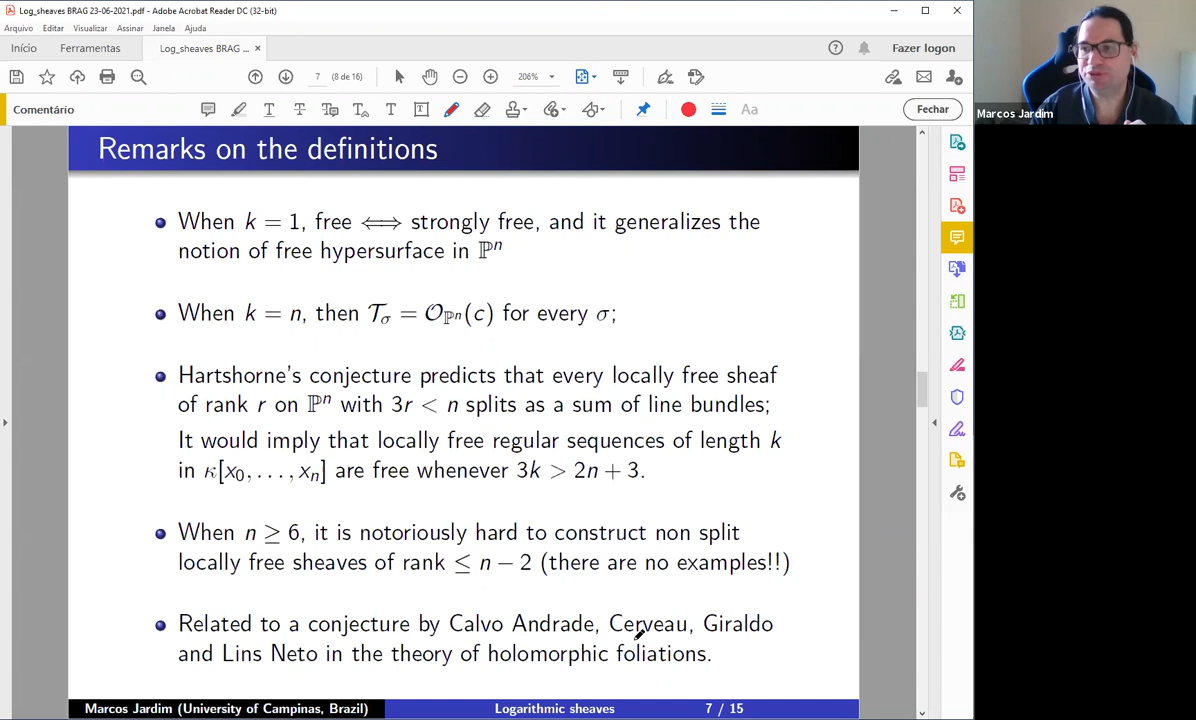 Log_sheaves BRAG 23-06-2021.pdf - Adobe Acrobat Reader DC (32-bit)
Arquivo Editar Visualizar Assinar Janela Ajuda
Início Ferramentas Log_sheaves BRAG ... × Fazer logon
7 (8 de 16) 206%
Comentário Aa Fechar
Marcos Jardim
Remarks on the definitions
When k = 1, free ⟺ strongly free, and it generalizes the
notion of free hypersurface in ℙⁿ
When k = n, then 𝒯σ = 𝒪ℙⁿ(c) for every σ;
Hartshorne's conjecture predicts that every locally free sheaf
of rank r on ℙⁿ with 3r < n splits as a sum of line bundles;
It would imply that locally free regular sequences of length k
in κ[x₀, . . . , xₙ] are free whenever 3k > 2n + 3.
When n ≥ 6, it is notoriously hard to construct non split
locally free sheaves of rank ≤ n − 2 (there are no examples!!)
Related to a conjecture by Calvo Andrade, Cerveau, Giraldo
and Lins Neto in the theory of holomorphic foliations.
Marcos Jardim (University of Campinas, Brazil) Logarithmic sheaves 7 / 15